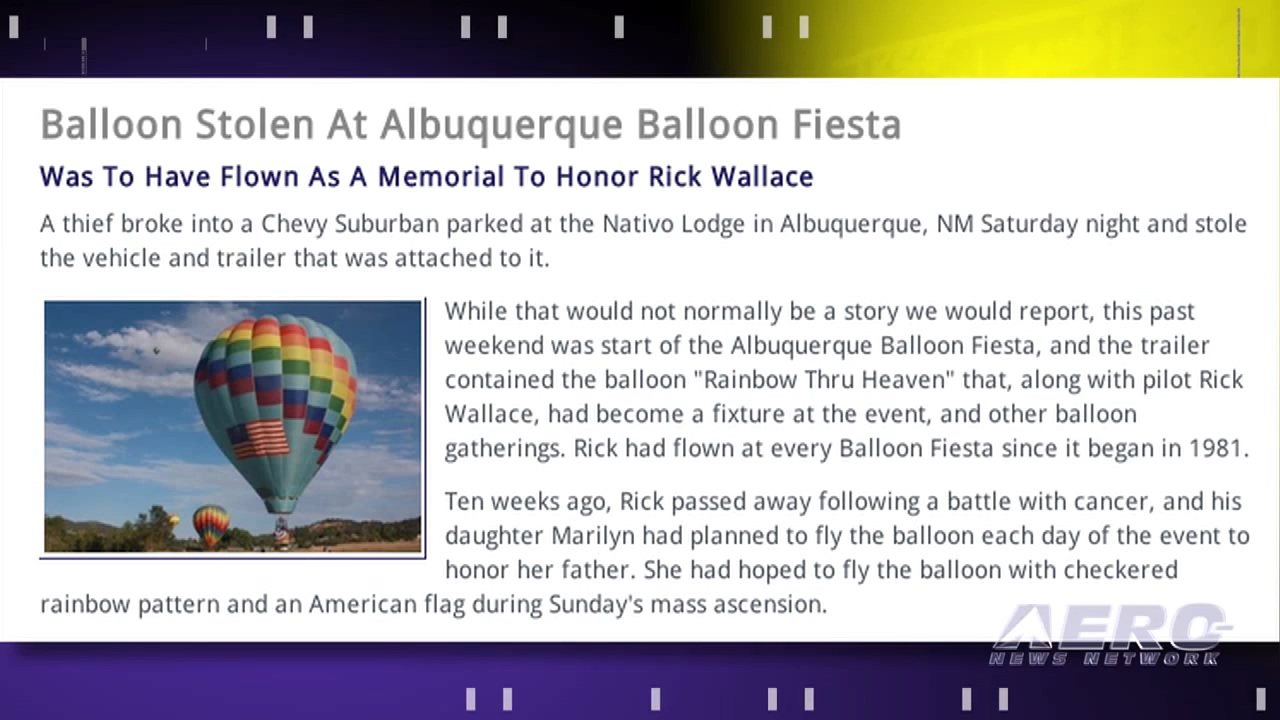 Balloon Stolen At Albuquerque Balloon Fiesta
Was To Have Flown As A Memorial To Honor Rick Wallace
A thief broke into a Chevy Suburban parked at the Nativo Lodge in Albuquerque, NM Saturday night and stole
the vehicle and trailer that was attached to it.
While that would not normally be a story we would report, this past
weekend was start of the Albuquerque Balloon Fiesta, and the trailer
contained the balloon "Rainbow Thru Heaven" that, along with pilot Rick
Wallace, had become a fixture at the event, and other balloon
gatherings. Rick had flown at every Balloon Fiesta since it began in 1981.
Ten weeks ago, Rick passed away following a battle with cancer, and his
daughter Marilyn had planned to fly the balloon each day of the event to
honor her father. She had hoped to fly the balloon with checkered
rainbow pattern and an American flag during Sunday's mass ascension.
AERO
NEWS NETWORK